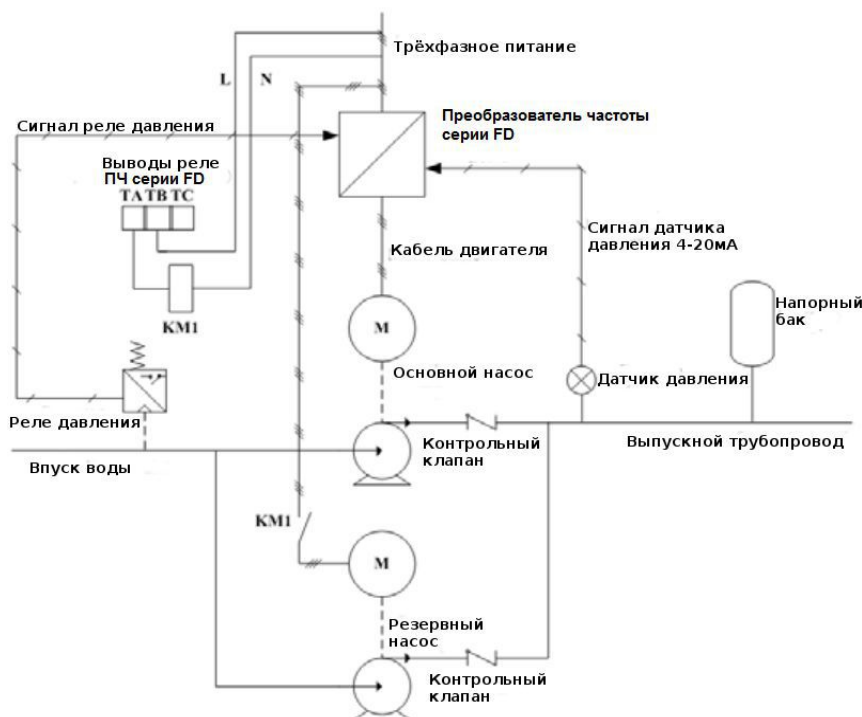 Трёхфазное питание
L N
Преобразователь частоты
серии FD
Сигнал реле давления
Выводы реле
ПЧ серии FD
TA TB TC
KM1
Сигнал датчика
давления 4-20мА
Кабель двигателя
Напорный
бак
M
Основной насос
Датчик давления
Реле давления
Контрольный
клапан
Выпускной трубопровод
Впуск воды
KM1
M
Резервный
насос
Контрольный
клапан